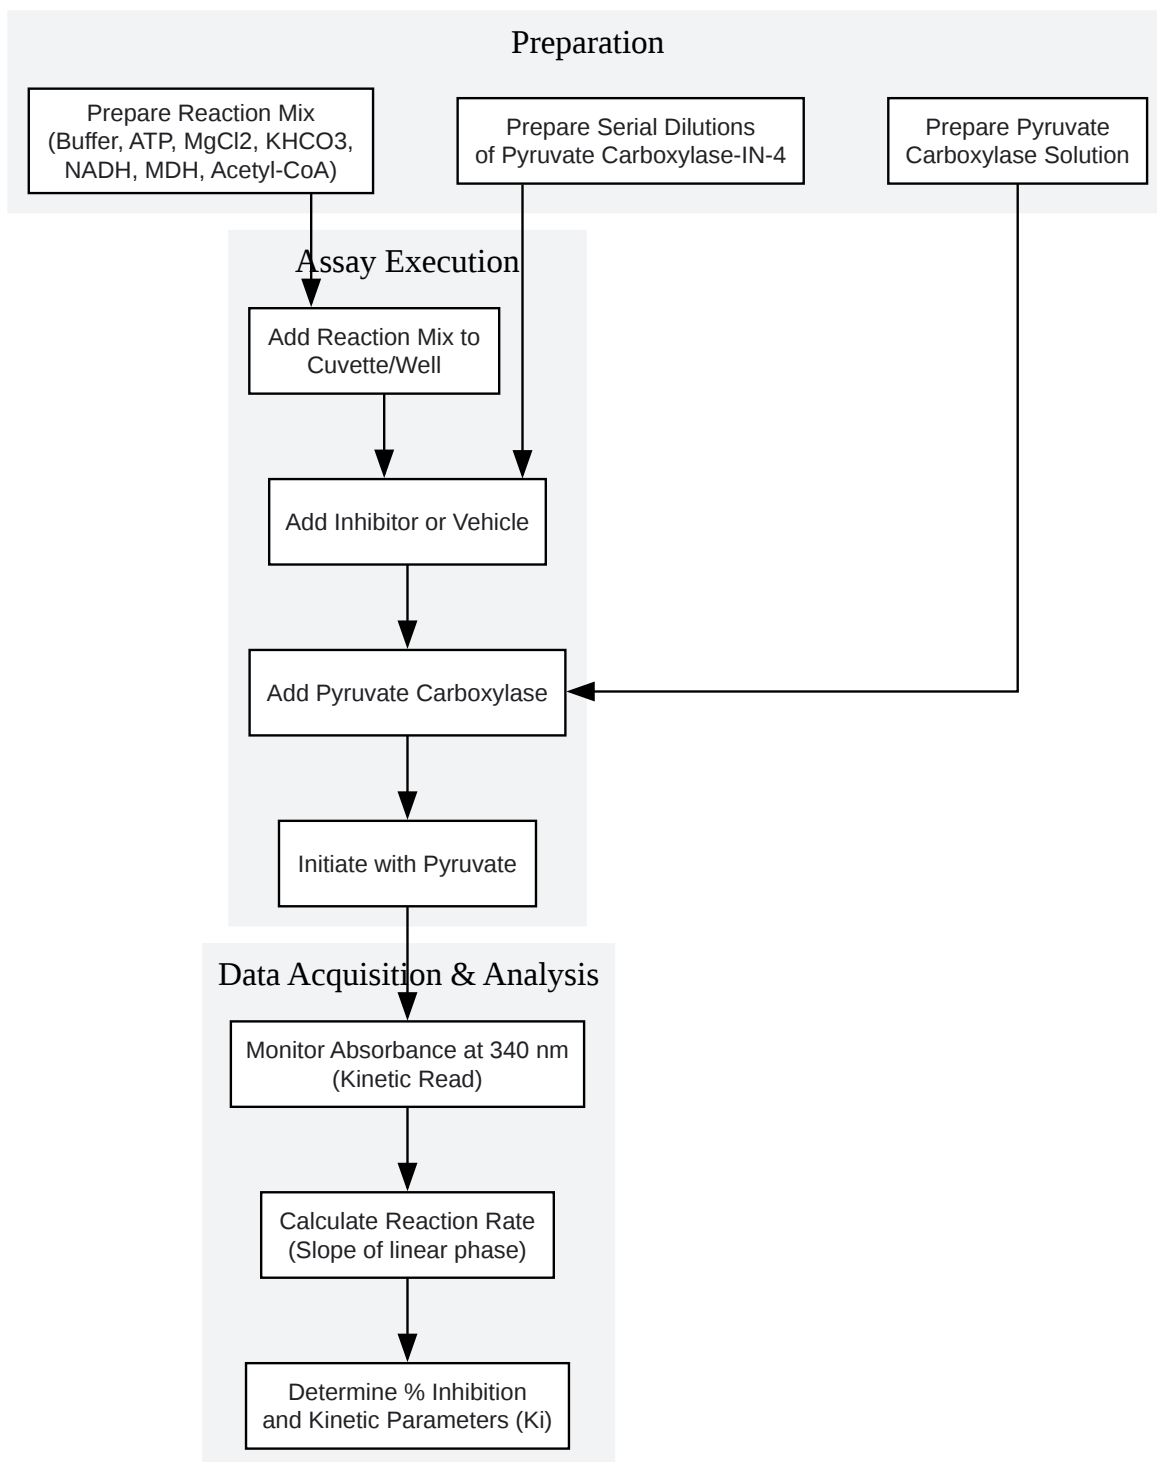 Preparation
Prepare Reaction Mix
(Buffer, ATP, MgCl2, KHCO3,
NADH, MDH, Acetyl-CoA)
Prepare Serial Dilutions
of Pyruvate Carboxylase-IN-4
Prepare Pyruvate
Carboxylase Solution
Assay Execution
Add Reaction Mix to
Cuvette/Well
Add Inhibitor or Vehicle
Add Pyruvate Carboxylase
Initiate with Pyruvate
Data Acquisition & Analysis
Monitor Absorbance at 340 nm
(Kinetic Read)
Calculate Reaction Rate
(Slope of linear phase)
Determine % Inhibition
and Kinetic Parameters (Ki)